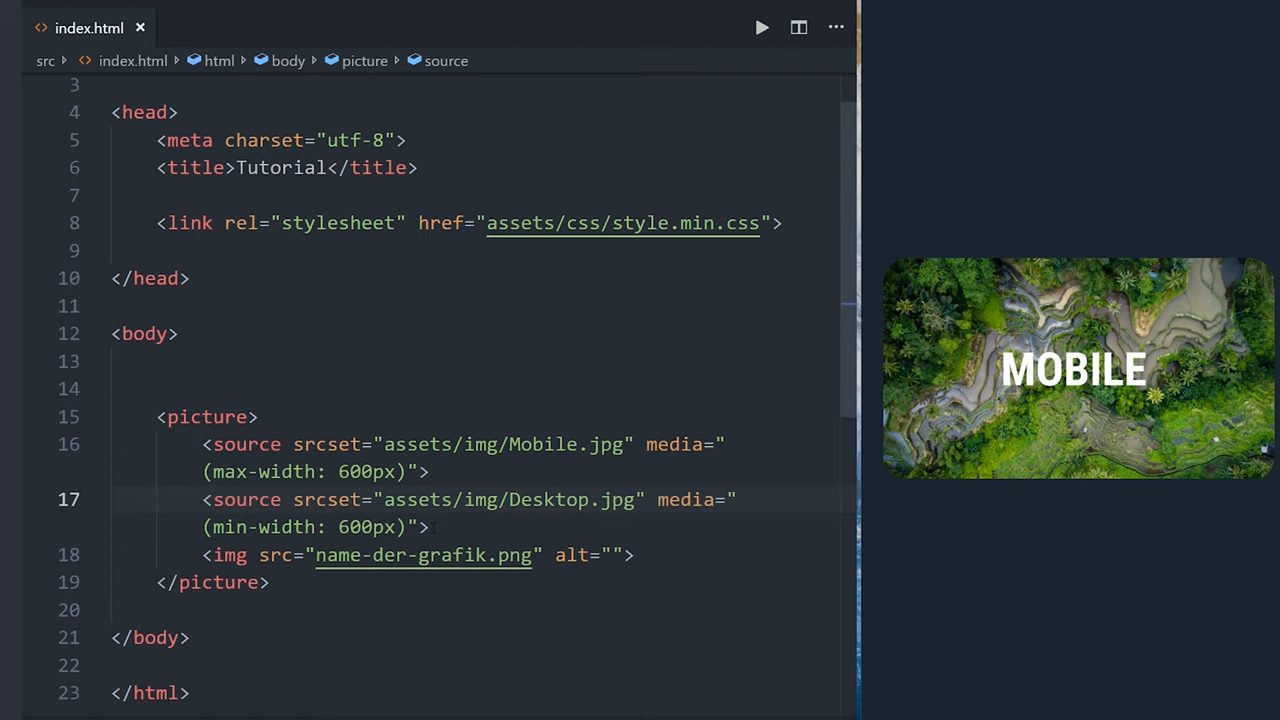 index.html ×
src index.html html body picture source
3
4 <head>
5 <meta charset="utf-8">
6 <title>Tutorial</title>
7
8 <link rel="stylesheet" href="assets/css/style.min.css">
9
10 </head>
11
12 <body>
13
14
15 <picture>
16 <source srcset="assets/img/Mobile.jpg" media="
(max-width: 600px)">
17 <source srcset="assets/img/Desktop.jpg" media="
(min-width: 600px)">
18 <img src="name-der-grafik.png" alt="">
19 </picture>
20
21 </body>
22
23 </html>
MOBILE